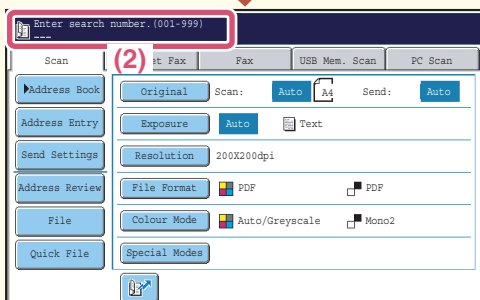 Enter search number.(001-999)
---
(2)
Scan
et Fax
Fax
USB Mem. Scan
PC Scan
Address Book
Original
Scan:
Auto
A4
Send:
Auto
Address Entry
Exposure
Auto
Text
Send Settings
Resolution
200X200dpi
Address Review
File Format
PDF
PDF
File
Colour Mode
Auto/Greyscale
Mono2
Quick File
Special Modes